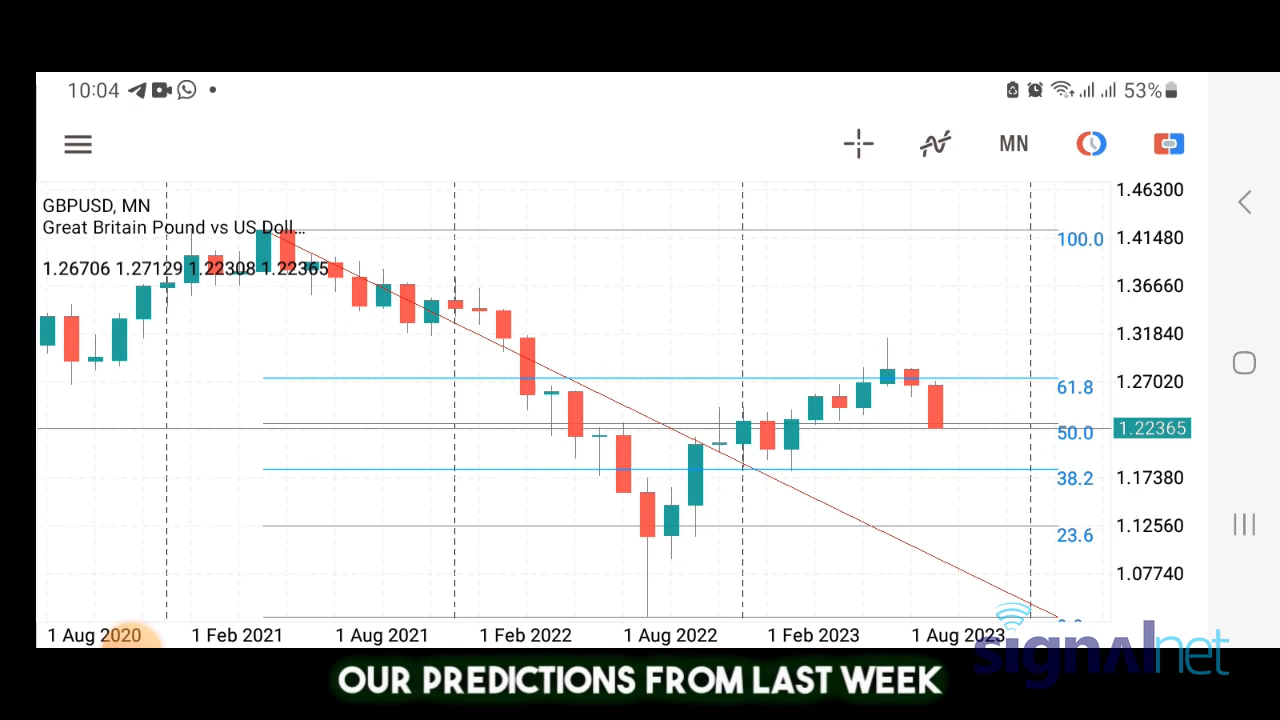 10:04 53%
MN
GBPUSD, MN
Great Britain Pound vs US Doll...
1.26706 1.27129 1.22308 1.22365
1.46300
1.41480
1.36660
1.31840
1.27020
1.22365
1.17380
1.12560
1.07740
100.0
61.8
50.0
38.2
23.6
1 Aug 2020 1 Feb 2021 1 Aug 2021 1 Feb 2022 1 Aug 2022 1 Feb 2023 1 Aug 2023
signalnet
OUR PREDICTIONS FROM LAST WEEK